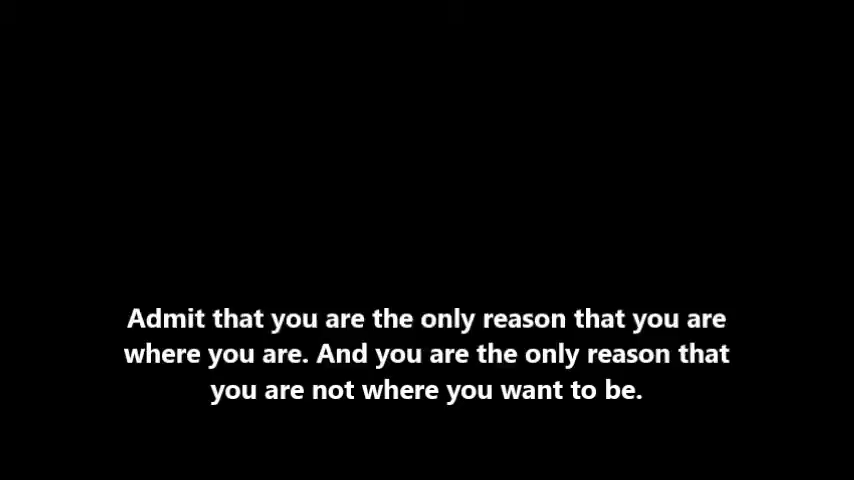 Admit that you are the only reason that you are
where you are. And you are the only reason that
you are not where you want to be.